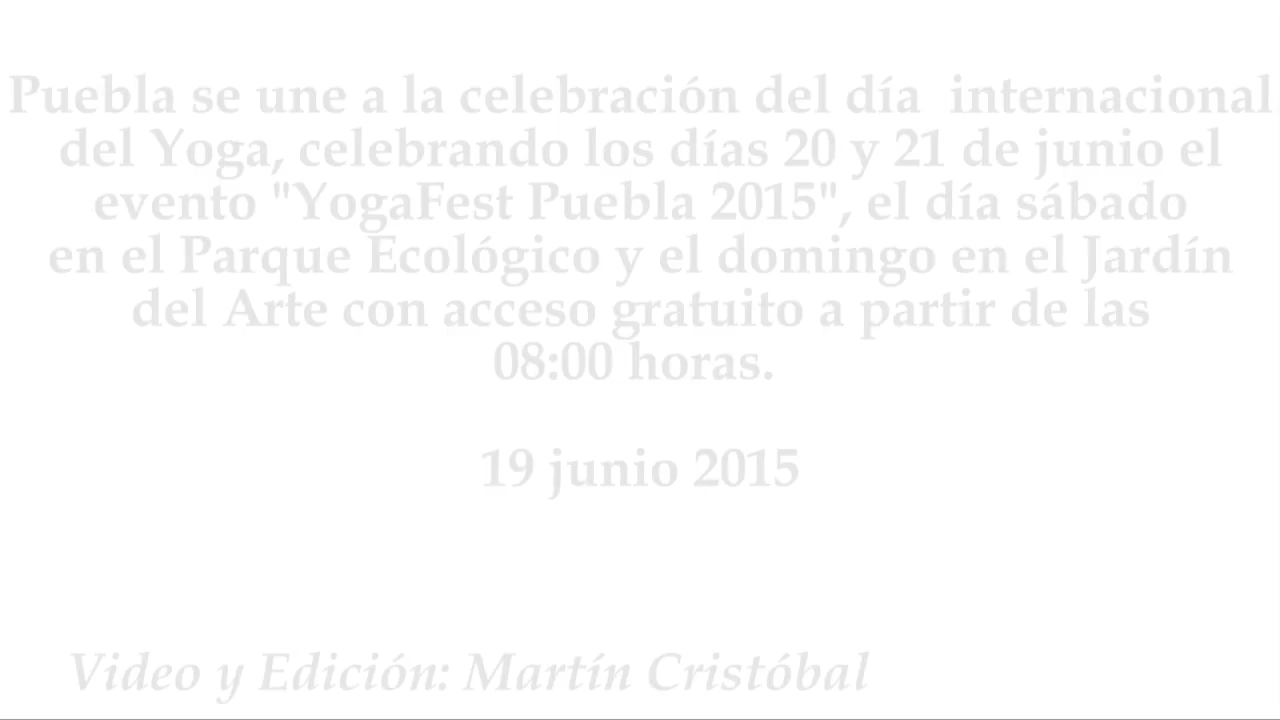 Puebla se une a la celebración del día  internacional
del Yoga, celebrando los días 20 y 21 de junio el
evento "YogaFest Puebla 2015", el día sábado
en el Parque Ecológico y el domingo en el Jardín
del Arte con acceso gratuito a partir de las
08:00 horas.
19 junio 2015
Video y Edición: Martín Cristóbal